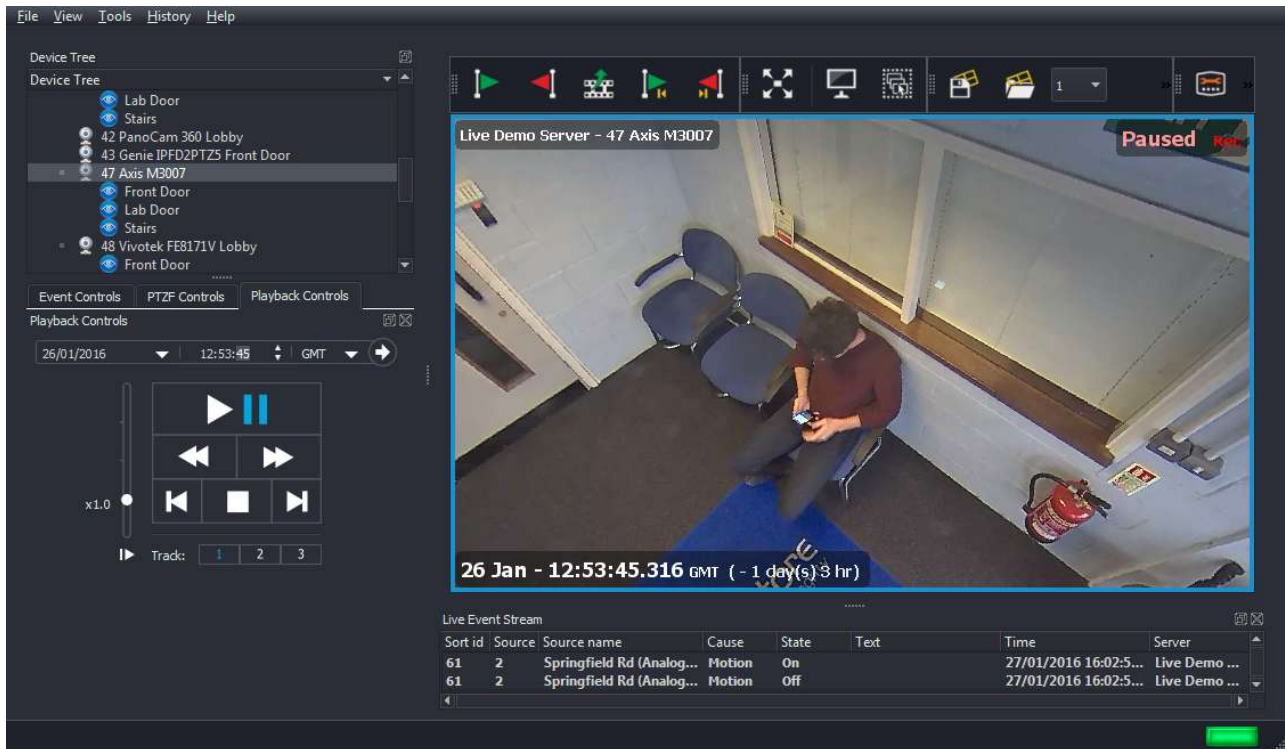 File View Tools History Help
Device Tree
Device Tree
Lab Door
Stairs
42 PanoCam 360 Lobby
43 Genie IPFD2PTZ5 Front Door
47 Axis M3007
Front Door
Lab Door
Stairs
48 Vivotek FE8171V Lobby
Front Door
Event Controls PTZF Controls Playback Controls
Playback Controls
26/01/2016 12:53:45 GMT
x1.0
Track: 1 2 3
1
Live Demo Server - 47 Axis M3007
Paused Rec
26 Jan - 12:53:45.316 GMT ( - 1 day(s) 3 hr)
Live Event Stream
Sort id Source Source name Cause State Text Time Server
61 2 Springfield Rd (Analog... Motion On 27/01/2016 16:02:5... Live Demo ...
61 2 Springfield Rd (Analog... Motion Off 27/01/2016 16:02:5... Live Demo ...